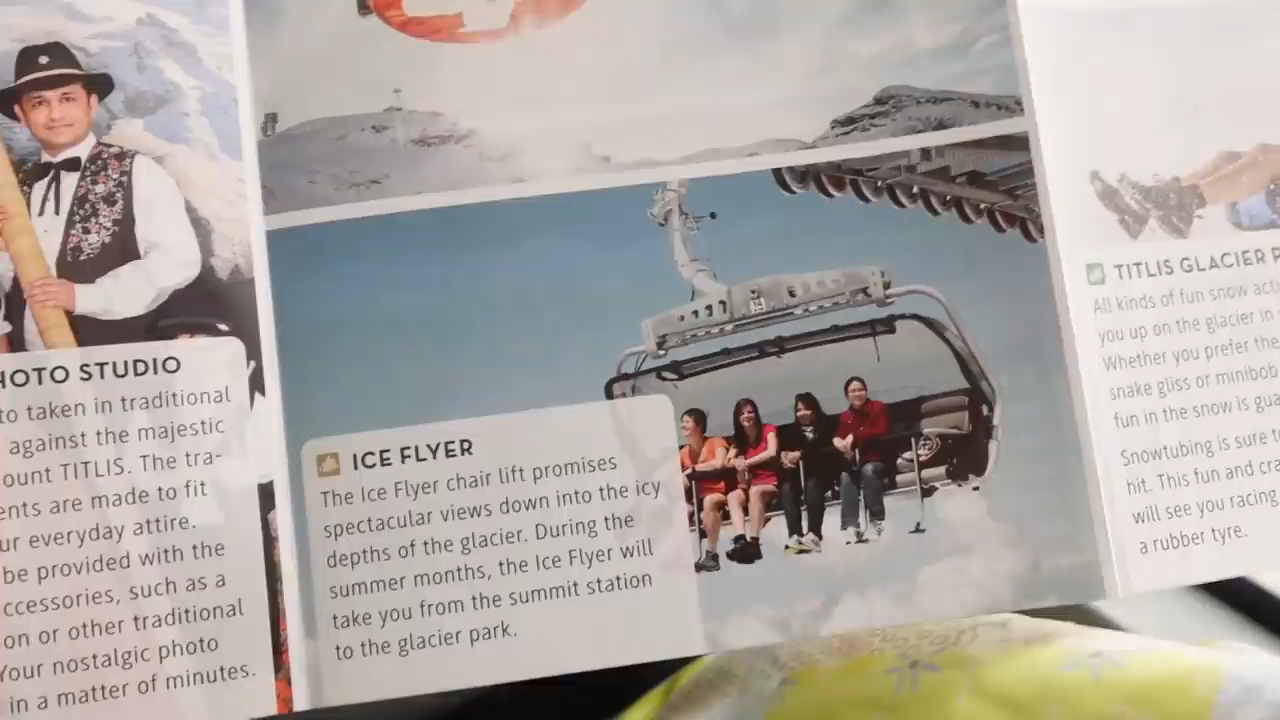 HOTO STUDIO
to taken in traditional
against the majestic
ount TITLIS. The tra-
ents are made to fit
ur everyday attire.
be provided with the
ccessories, such as a
on or other traditional
Your nostalgic photo
in a matter of minutes.
14
ICE FLYER
The Ice Flyer chair lift promises
spectacular views down into the icy
depths of the glacier. During the
summer months, the Ice Flyer will
take you from the summit station
to the glacier park.
TITLIS GLACIER P
All kinds of fun snow acti
you up on the glacier in
Whether you prefer the
snake gliss or minibob
fun in the snow is gua
Snowtubing is sure t
hit. This fun and cra
will see you racing
a rubber tyre.